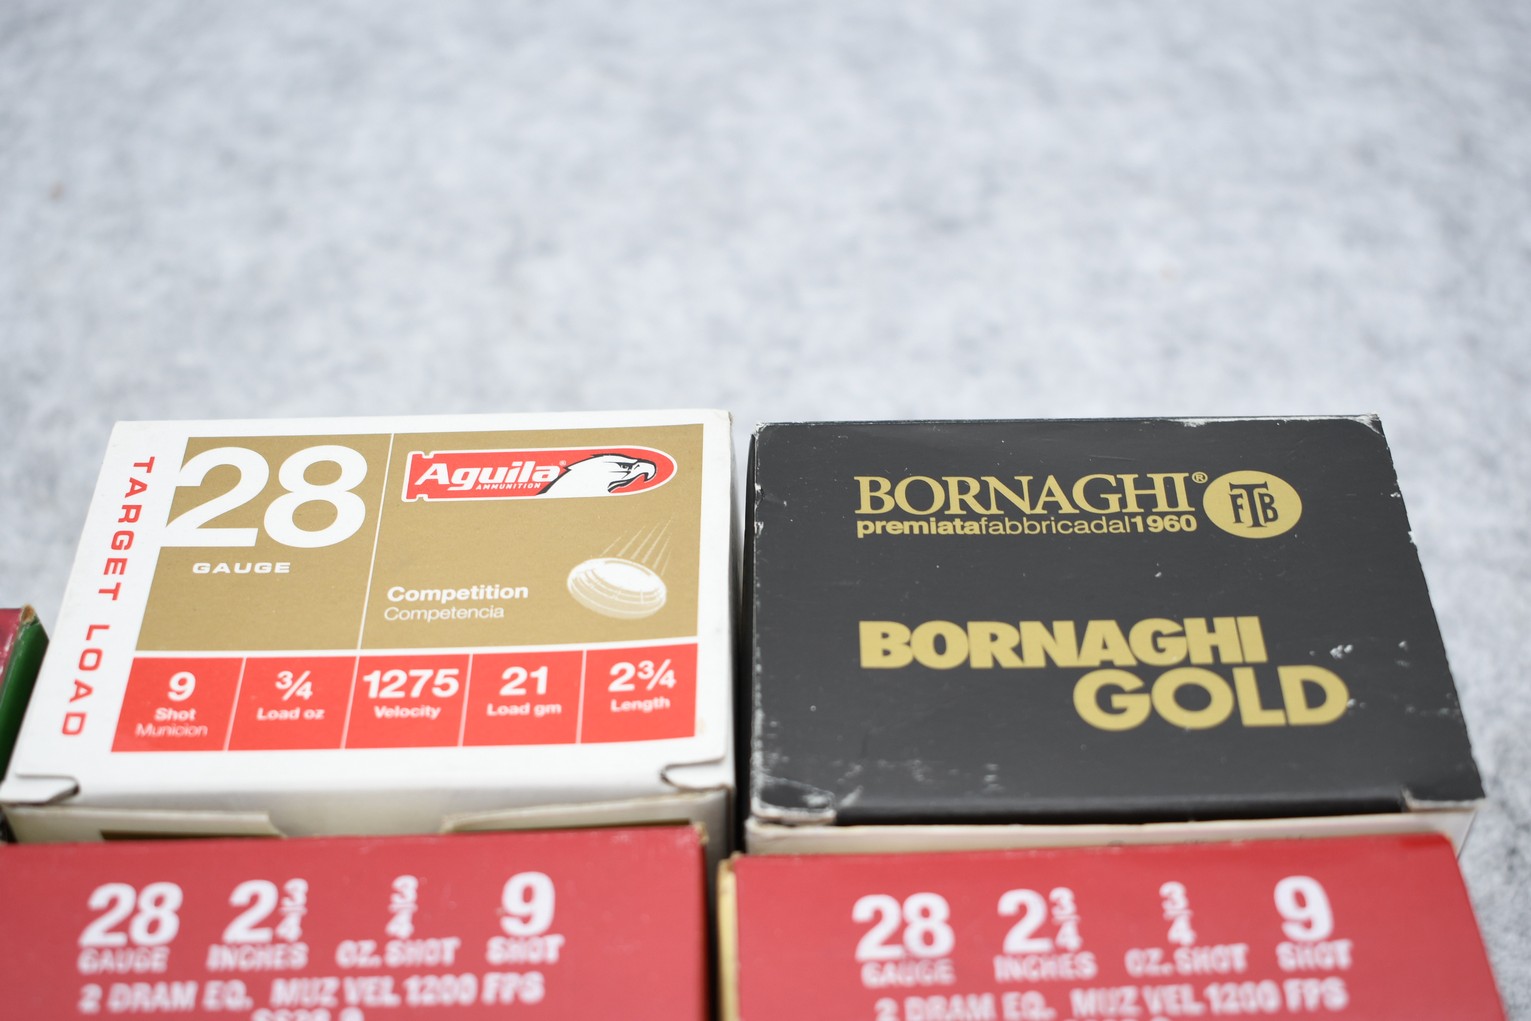 TARGET LOAD
28
GAUGE
Aguila®
AMMUNITION
Competition
Competencia
9
Shot
Municion
3/4
Load oz
1275
Velocity
21
Load gm
2 3/4
Length
BORNAGHI®
premiatafabbricadal1960
FTB
BORNAGHI
GOLD
28 2 3/4 3/4 9
GAUGE INCHES OZ. SHOT SHOT
2 DRAM EQ. MUZ VEL 1200 FPS
28 2 3/4 3/4 9
GAUGE INCHES OZ. SHOT SHOT
2 DRAM EQ. MUZ VEL 1200 FPS